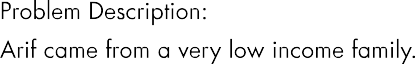 Problem Description:
Arif came from a very low income family.